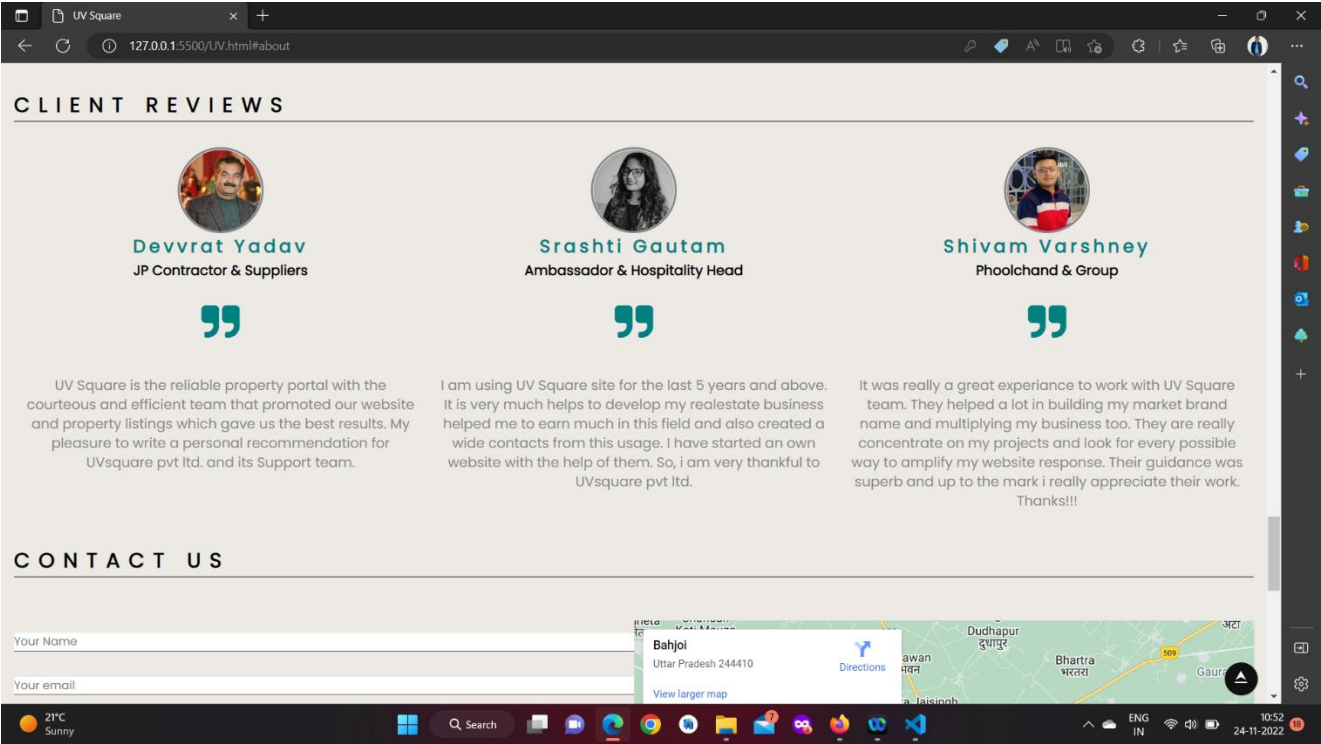 UV Square
127.0.0.1:5500/UV.html#about
CLIENT REVIEWS
Devvrat Yadav
JP Contractor & Suppliers
Srashti Gautam
Ambassador & Hospitality Head
Shivam Varshney
Phoolchand & Group
UV Square is the reliable property portal with the
courteous and efficient team that promoted our website
and property listings which gave us the best results. My
pleasure to write a personal recommendation for
UVsquare pvt ltd. and its Support team.
I am using UV Square site for the last 5 years and above.
It is very much helps to develop my realestate business
helped me to earn much in this field and also created a
wide contacts from this usage. I have started an own
website with the help of them. So, i am very thankful to
UVsquare pvt ltd.
It was really a great experiance to work with UV Square
team. They helped a lot in building my market brand
name and multiplying my business too. They are really
concentrate on my projects and look for every possible
way to amplify my website response. Their guidance was
superb and up to the mark i really appreciate their work.
Thanks!!!
CONTACT US
Your Name
Your email
Bahjoi
Uttar Pradesh 244410
Directions
View larger map
Dudhapur
दुधापुर
Bhartra
भरतरा
509
Gaura
21°C
Sunny
Search
7
ENG
IN
10:52
24-11-2022
18